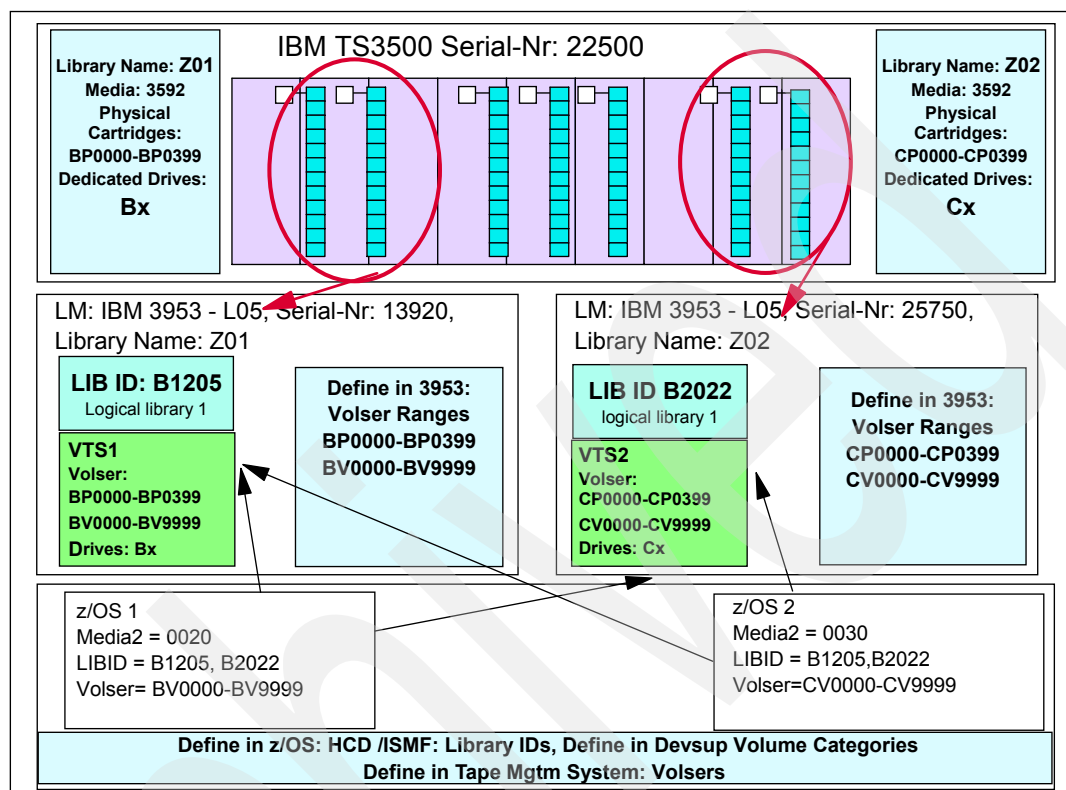 IBM TS3500 Serial-Nr: 22500
Library Name: Z01
Media: 3592
Physical
Cartridges:
BP0000-BP0399
Dedicated Drives:
Bx
Library Name: Z02
Media: 3592
Physical
Cartridges:
CP0000-CP0399
Dedicated Drives:
Cx
LM: IBM 3953 - L05, Serial-Nr: 13920,
Library Name: Z01
LIB ID: B1205
Logical library 1
VTS1
Volser:
BP0000-BP0399
BV0000-BV9999
Drives: Bx
Define in 3953:
Volser Ranges
BP0000-BP0399
BV0000-BV9999
LM: IBM 3953 - L05, Serial-Nr: 25750,
Library Name: Z02
LIB ID B2022
logical library 1
VTS2
Volser:
CP0000-CP0399
CV0000-CV9999
Drives: Cx
Define in 3953:
Volser Ranges
CP0000-CP0399
CV0000-CV9999
z/OS 1
Media2 = 0020
LIBID = B1205, B2022
Volser= BV0000-BV9999
z/OS 2
Media2 = 0030
LIBID = B1205,B2022
Volser=CV0000-CV9999
Define in z/OS: HCD /ISMF: Library IDs, Define in Devsup Volume Categories
Define in Tape Mgtm System: Volsers